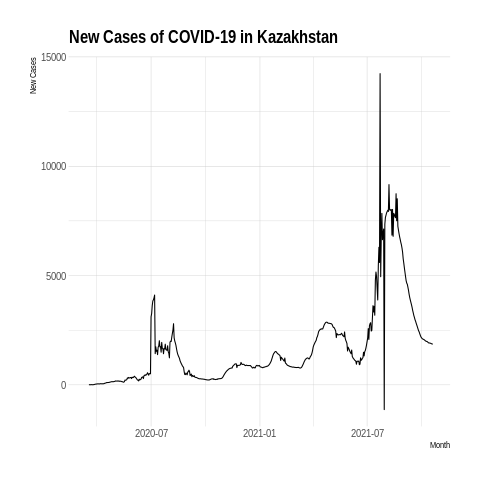 New Cases of COVID-19 in Kazakhstan
New Cases
15000
10000
5000
0
2020-07
2021-01
2021-07
Month